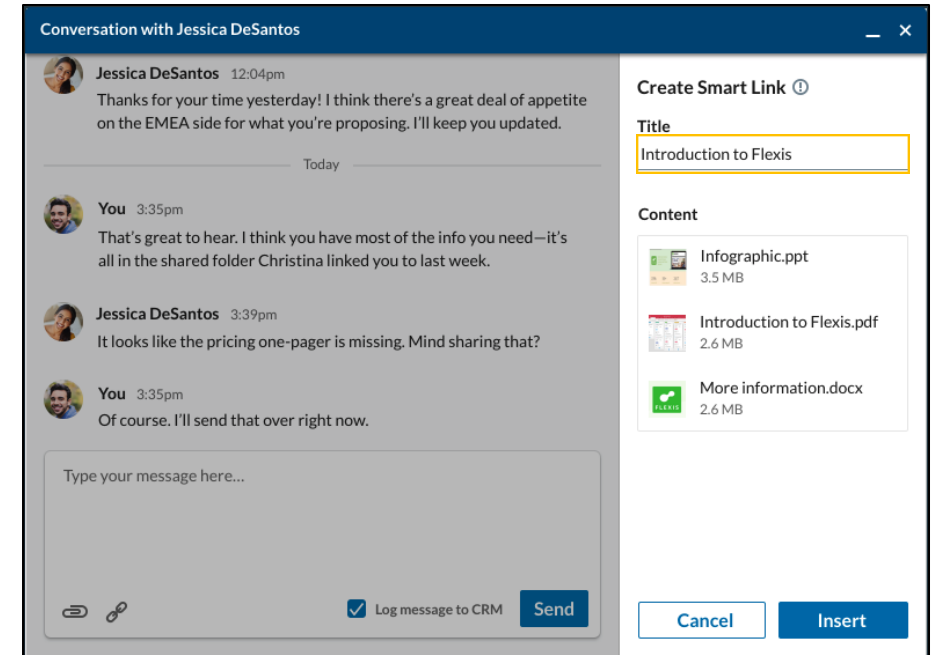 Conversation with Jessica DeSantos
Jessica DeSantos 12:04pm
Thanks for your time yesterday! I think there's a great deal of appetite
on the EMEA side for what you're proposing. I'll keep you updated.
Today
You 3:35pm
That's great to hear. I think you have most of the info you need—it's
all in the shared folder Christina linked you to last week.
Jessica DeSantos 3:39pm
It looks like the pricing one-pager is missing. Mind sharing that?
You 3:35pm
Of course. I'll send that over right now.
Type your message here...
Log message to CRM
Send
Create Smart Link
Title
Introduction to Flexis
Content
Infographic.ppt
3.5 MB
Introduction to Flexis.pdf
2.6 MB
FLEXIS
More information.docx
2.6 MB
Cancel
Insert